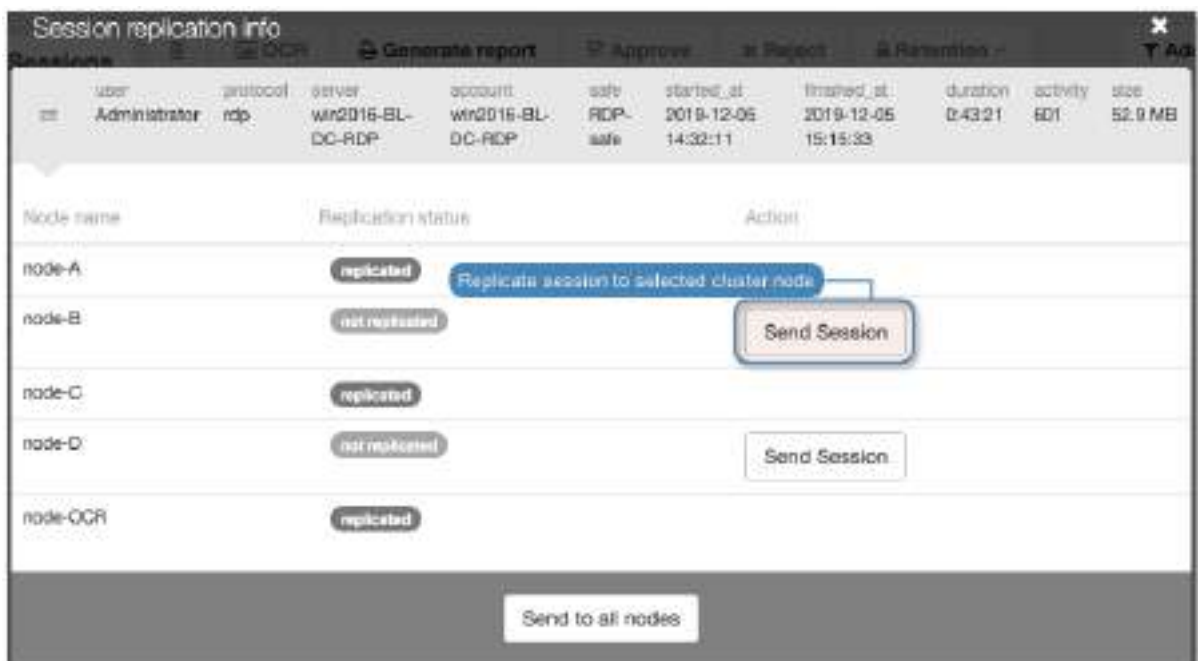 Session replication info
Sessions OCR Generate report Approve Reject Retention
user protocol server account safe started_at finished_at duration activity size
Administrator rdp win2016-BL- win2016-BL- RDP- 2019-12-05 2019-12-05 0:43:21 601 52.9 MB
DC-RDP DC-RDP safe 14:32:11 15:15:33
Node name Replication status Action
node-A replicated
Replicate session to selected cluster node
node-B not replicated Send Session
node-C replicated
node-D not replicated Send Session
node-OCR replicated
Send to all nodes